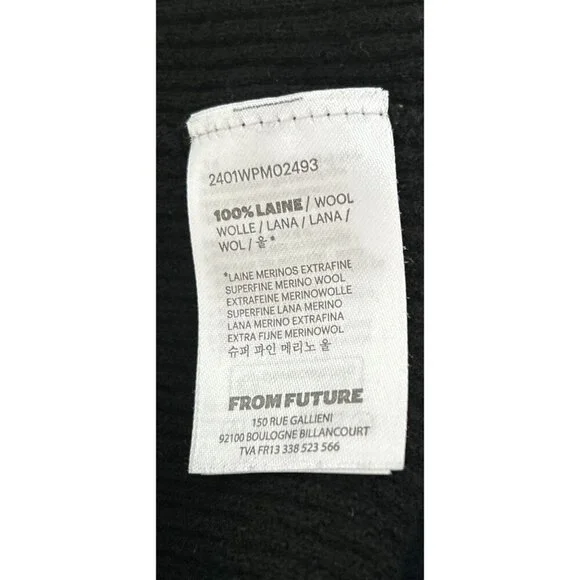 2401WPM02493
100% LAINE / WOOL
WOLLE / LANA / LANA /
WOL / 울*
*LAINE MERINOS EXTRAFINE
SUPERFINE MERINO WOOL
EXTRAFEINE MERINOWOLLE
SUPERFINE LANA MERINO
LANA MERINO EXTRAFINA
EXTRA FIJNE MERINOWOL
슈퍼 파인 메리노 울
FROM FUTURE
150 RUE GALLIENI
92100 BOULOGNE BILLANCOURT
TVA FR13 338 523 566